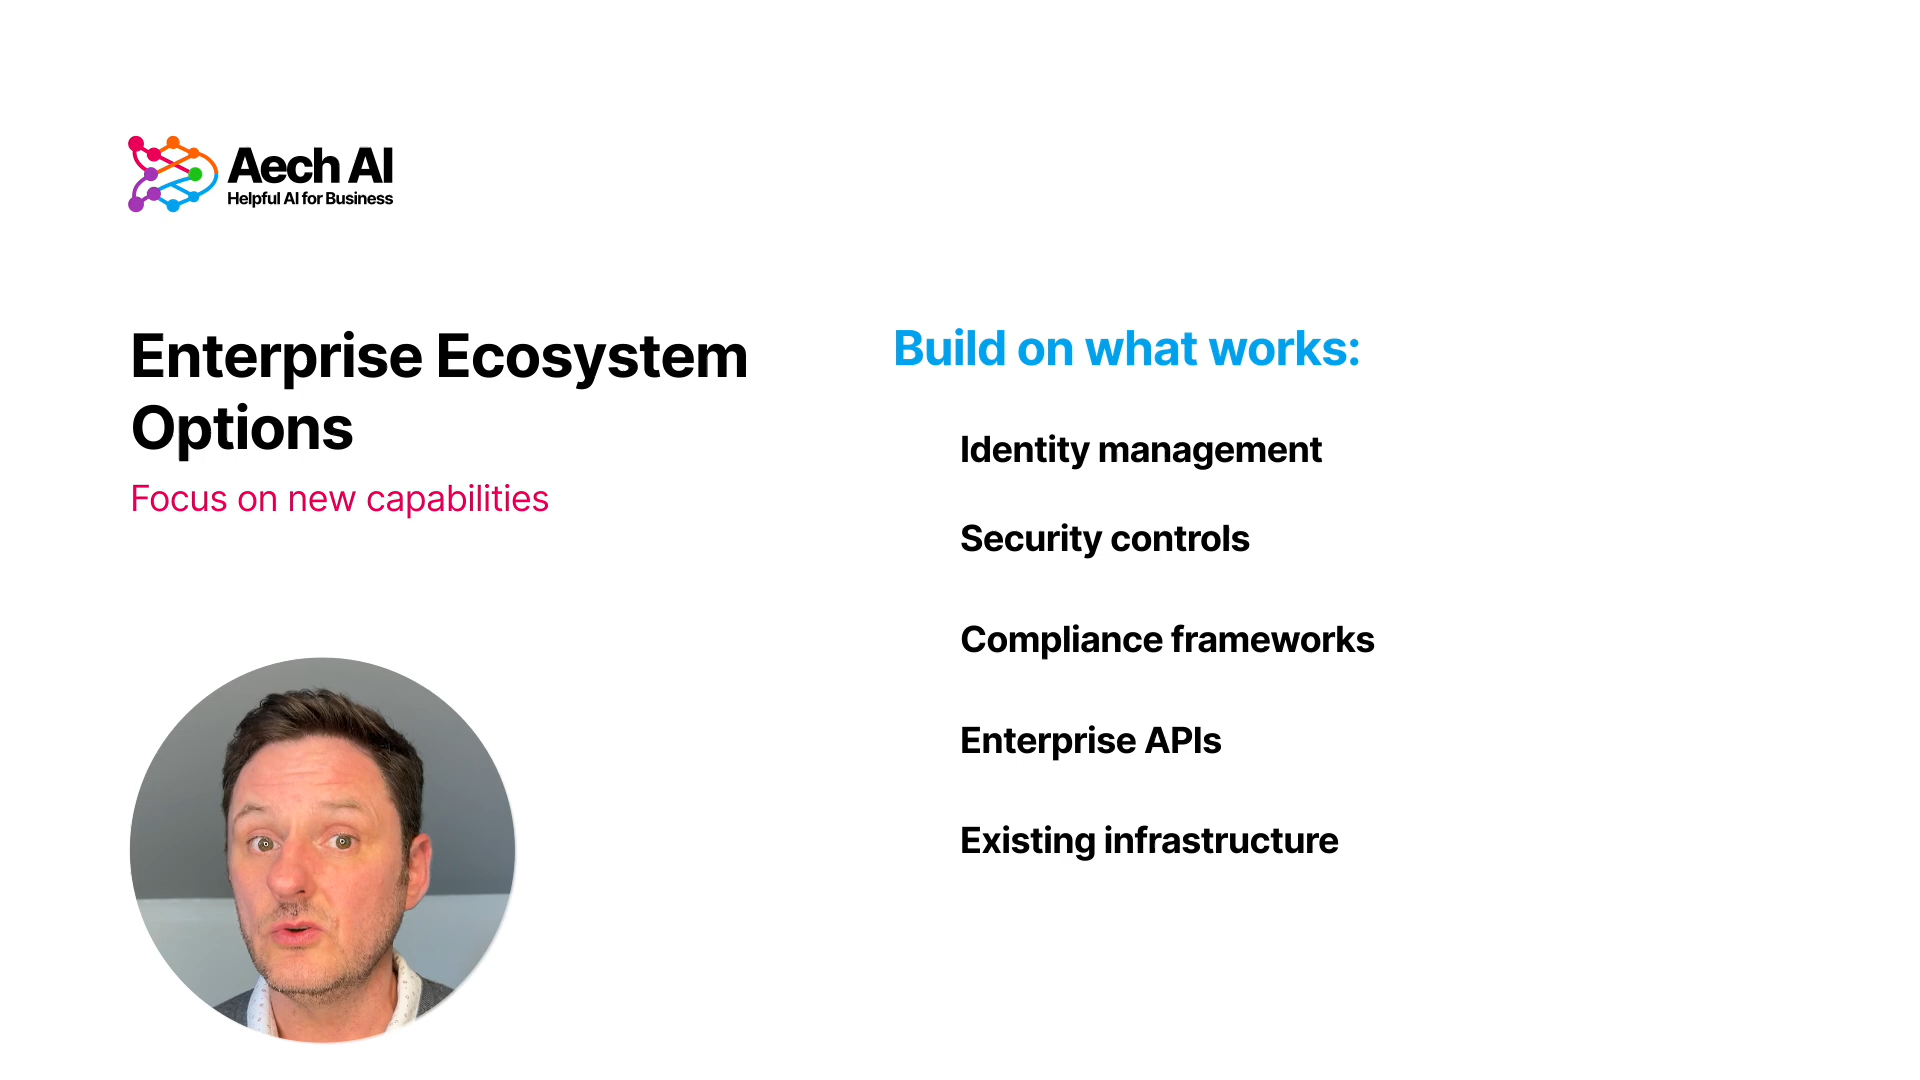 Aech AI
Helpful AI for Business
Enterprise Ecosystem
Options
Focus on new capabilities
Build on what works:
Identity management
Security controls
Compliance frameworks
Enterprise APIs
Existing infrastructure